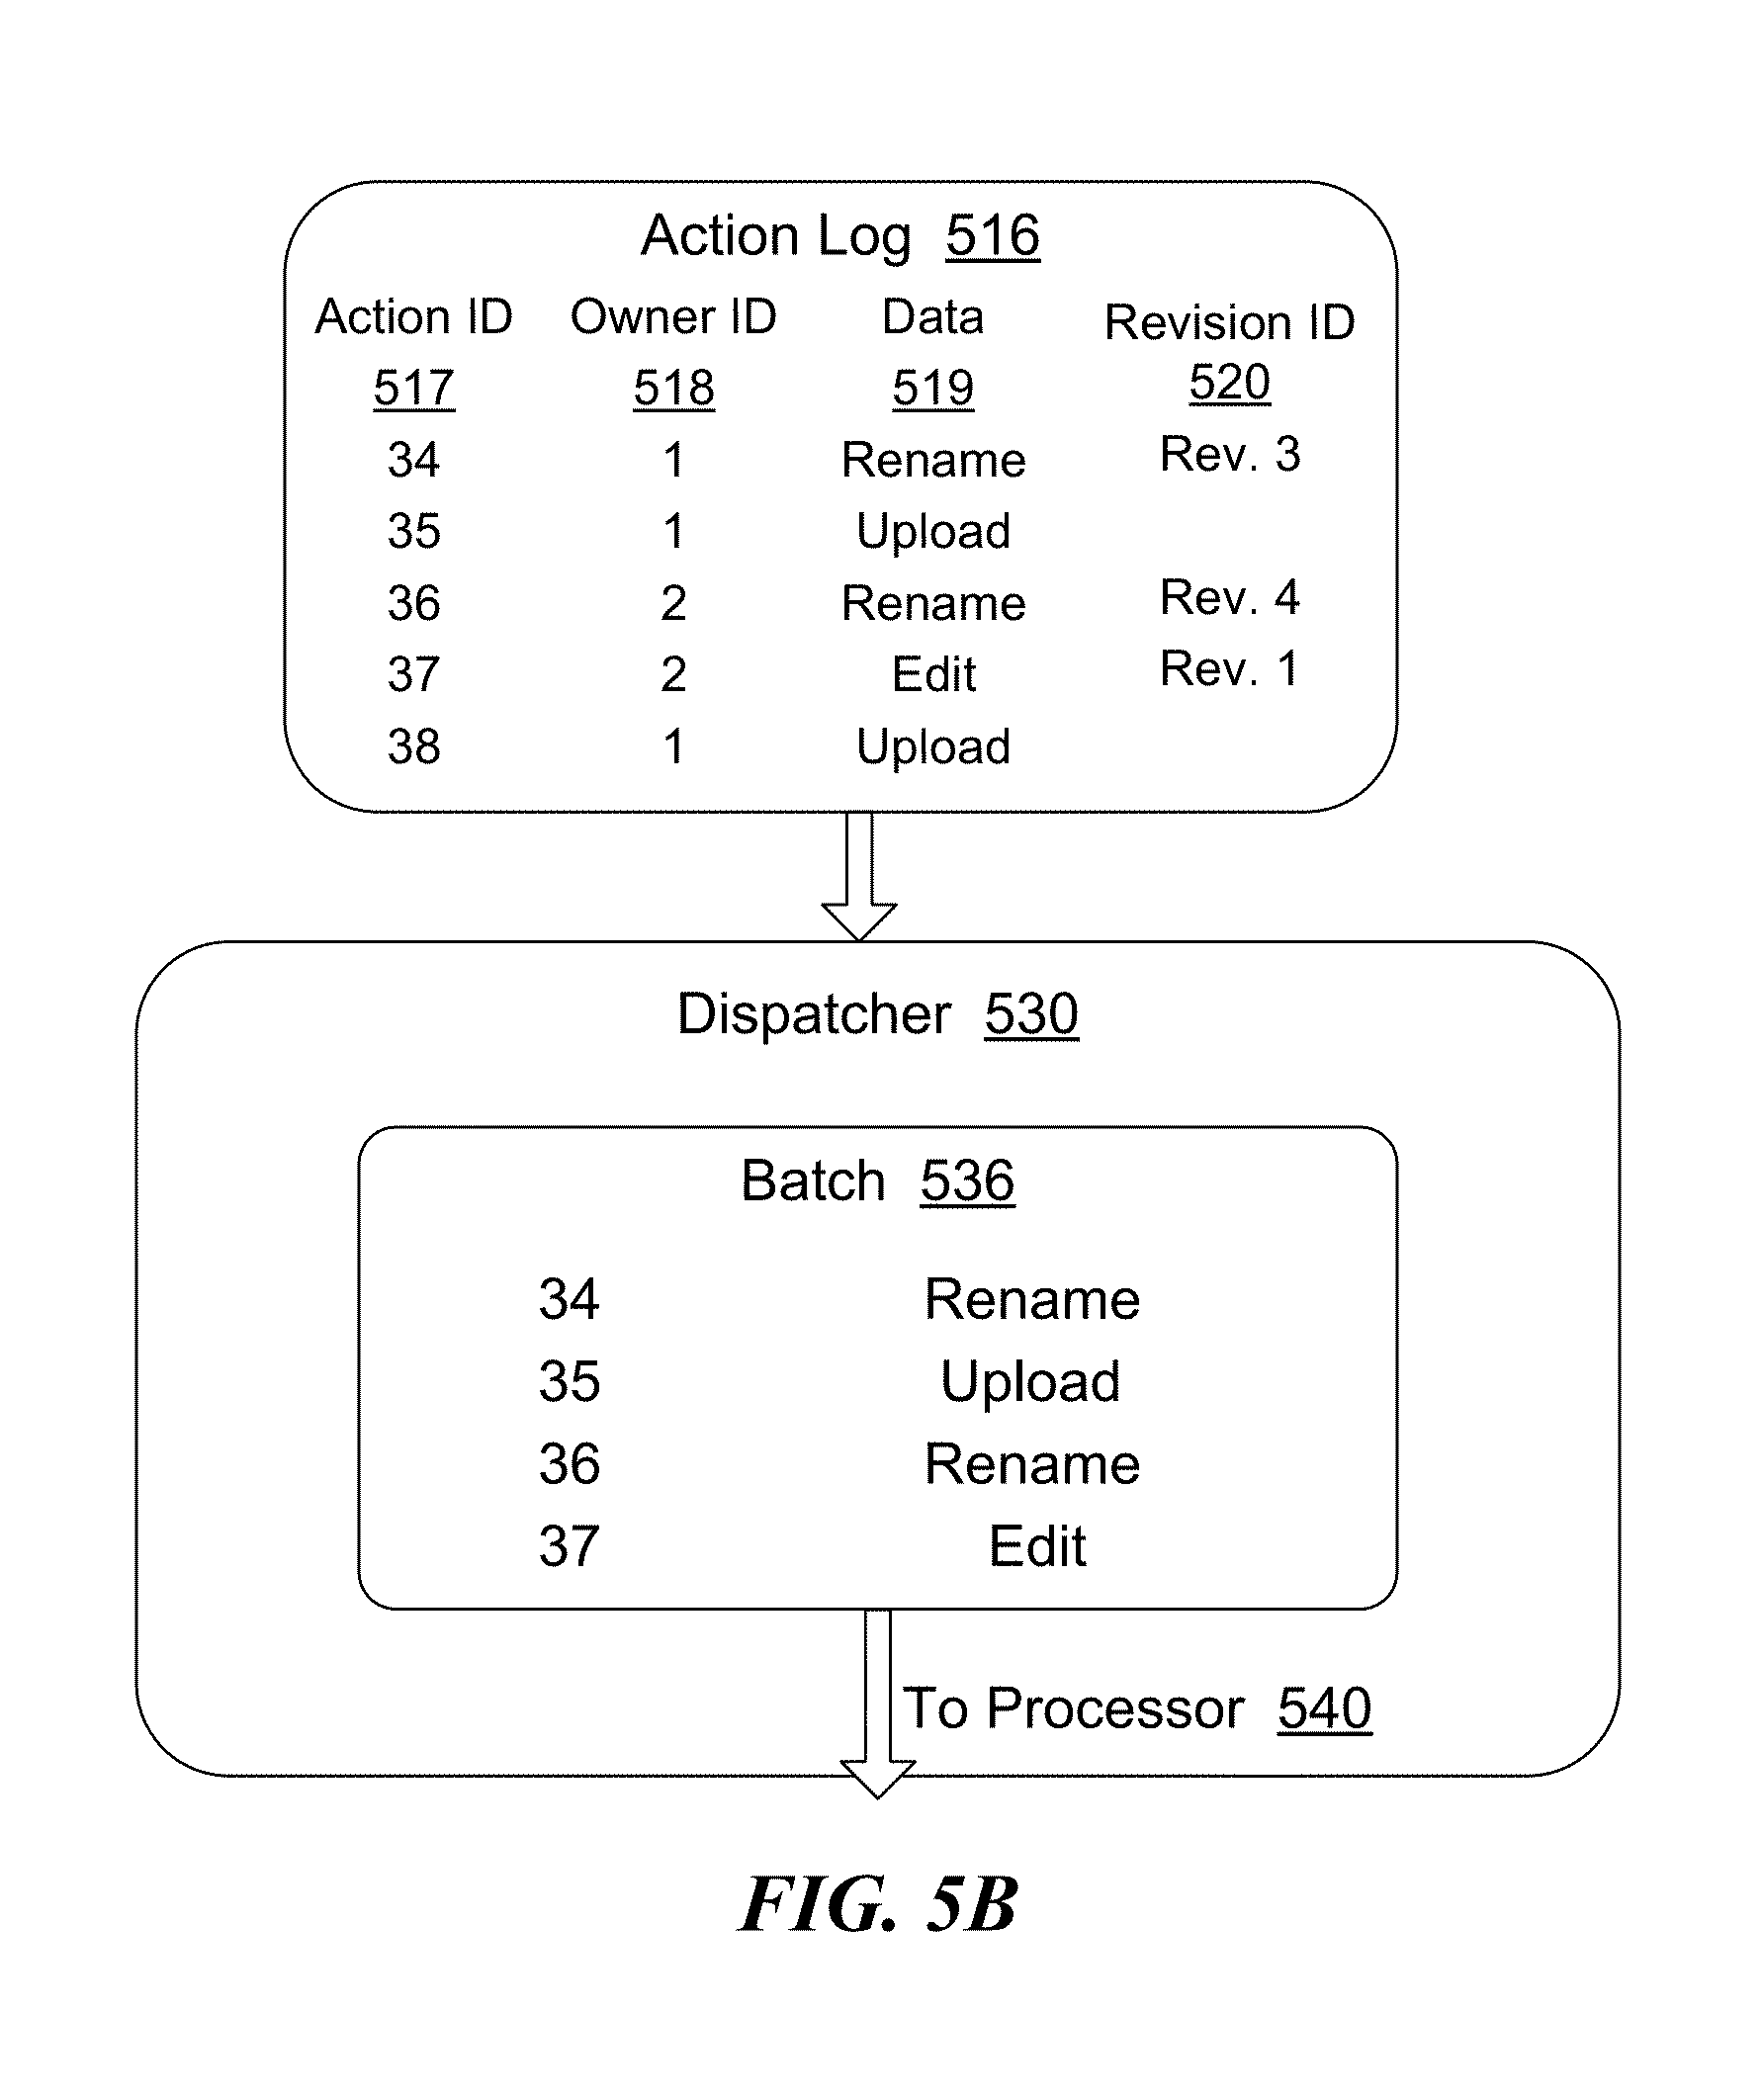 Action Log 516
Action ID Owner ID Data Revision ID
517 518 519 520
34 1 Rename Rev. 3
35 1 Upload
36 2 Rename Rev. 4
37 2 Edit Rev. 1
38 1 Upload
Dispatcher 530
Batch 536
34 Rename
35 Upload
36 Rename
37 Edit
To Processor 540
FIG. 5B